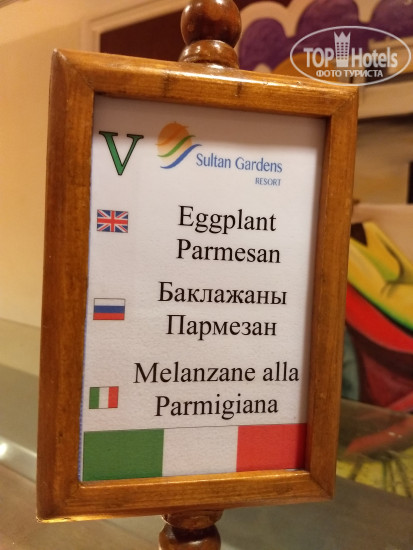 TOP Hotels
ФОТО ТУРИСТА
V
Sultan Gardens
RESORT
Eggplant
Parmesan
Баклажаны
Пармезан
Melanzane alla
Parmigiana